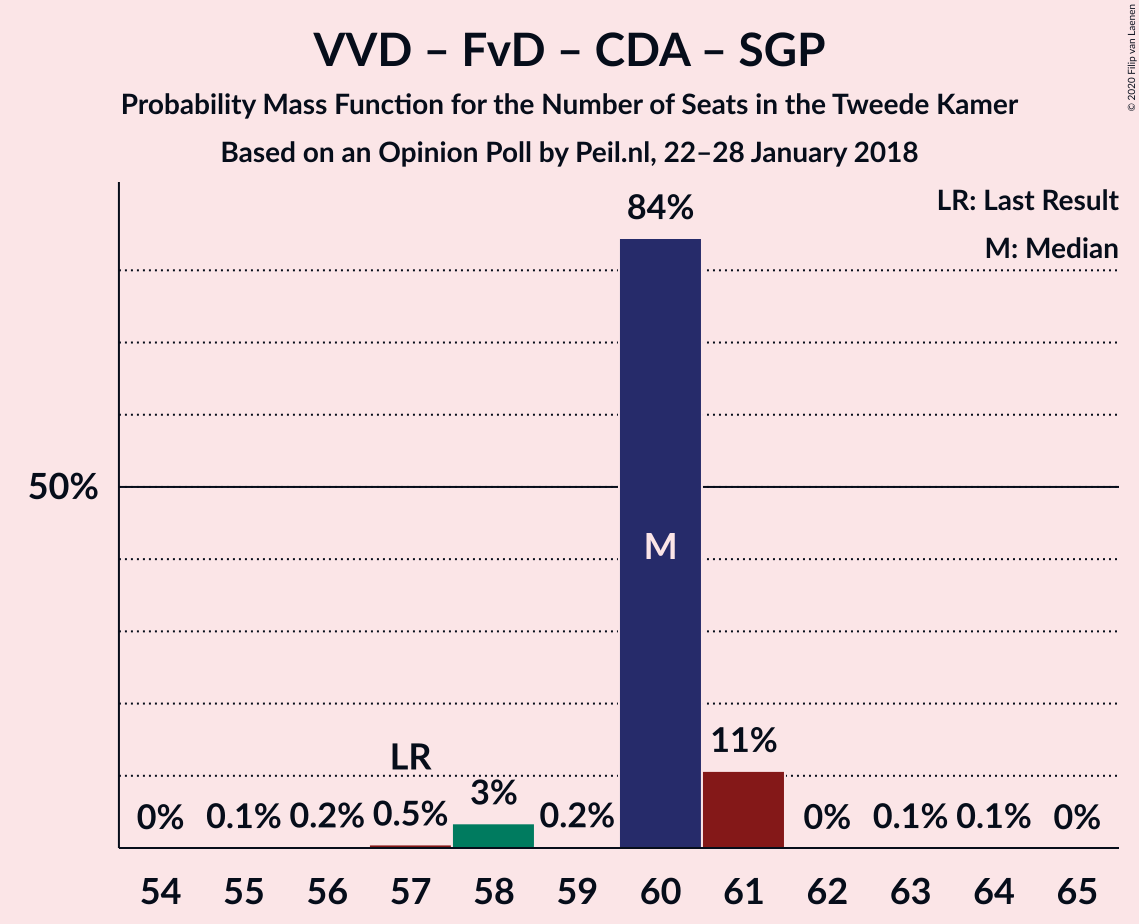 VVD – FvD – CDA – SGP
Probability Mass Function for the Number of Seats in the Tweede Kamer
Based on an Opinion Poll by Peil.nl, 22–28 January 2018
© 2020 Filip van Laenen
LR: Last Result
M: Median
84%
50%
M
11%
LR
3%
0% 0.1% 0.2% 0.5% 0.2% 0% 0.1% 0.1% 0%
54 55 56 57 58 59 60 61 62 63 64 65